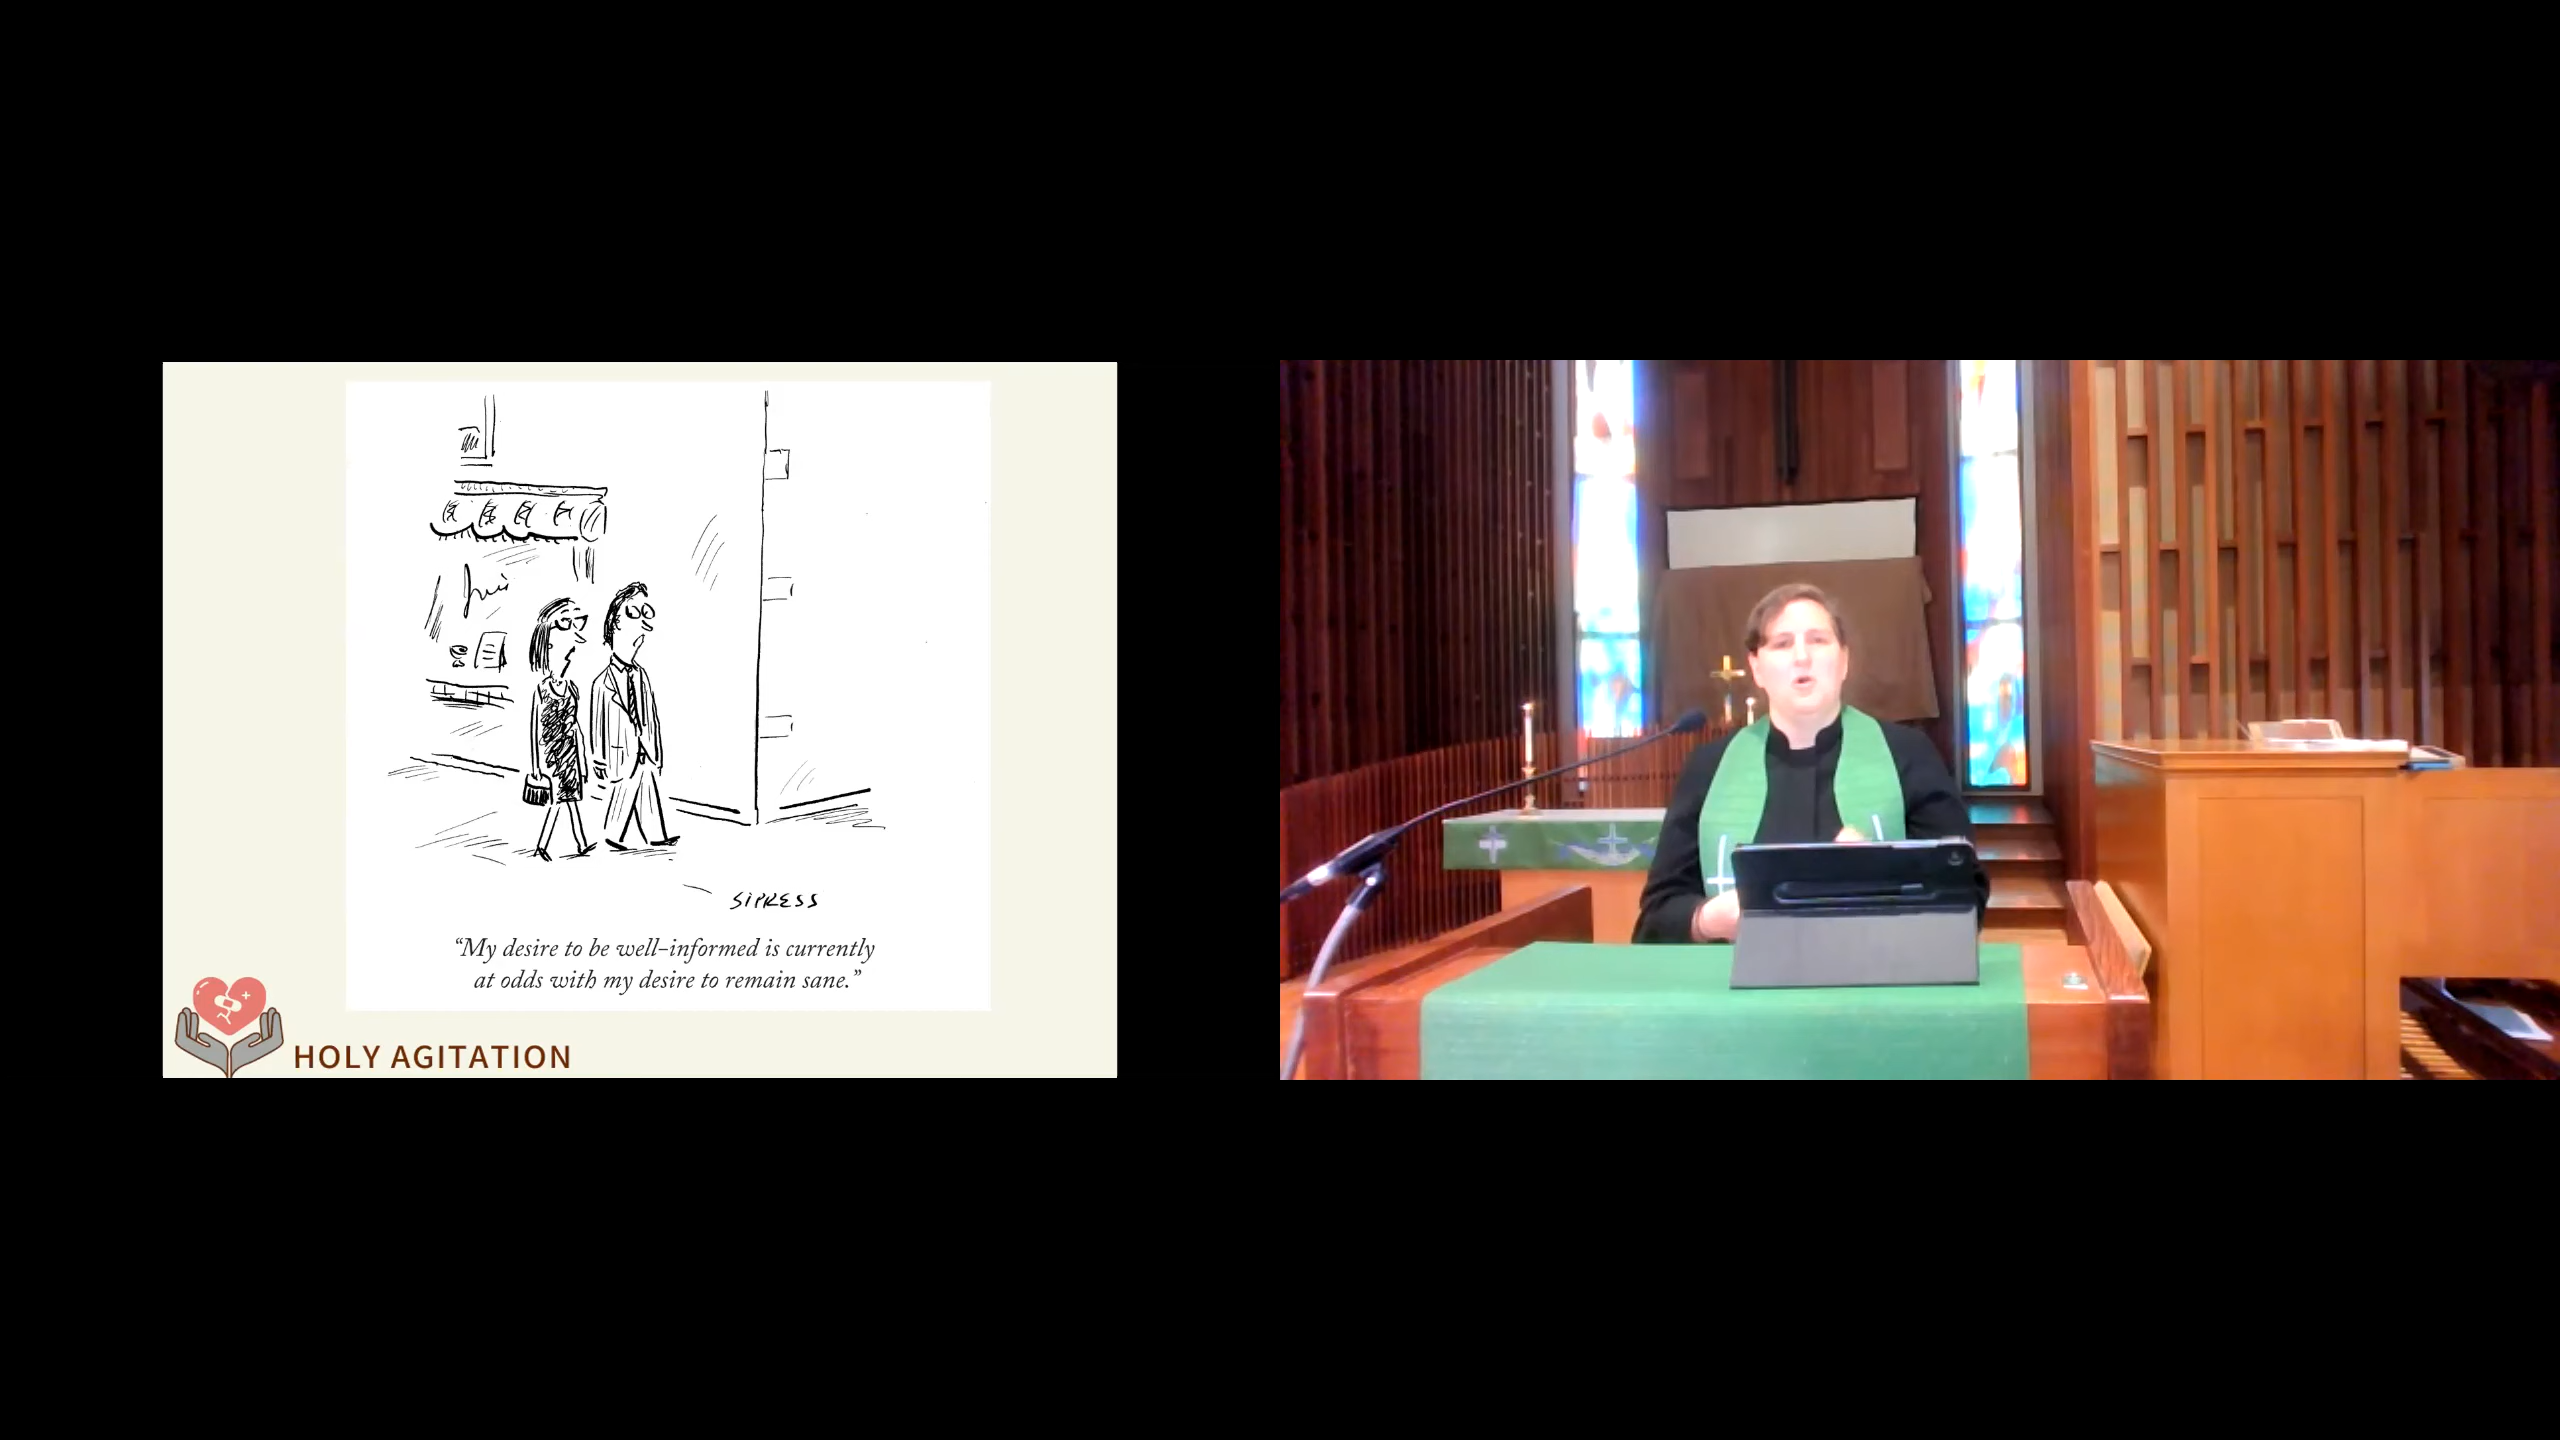 SIPRESS
“My desire to be well-informed is currently
at odds with my desire to remain sane.”
HOLY AGITATION